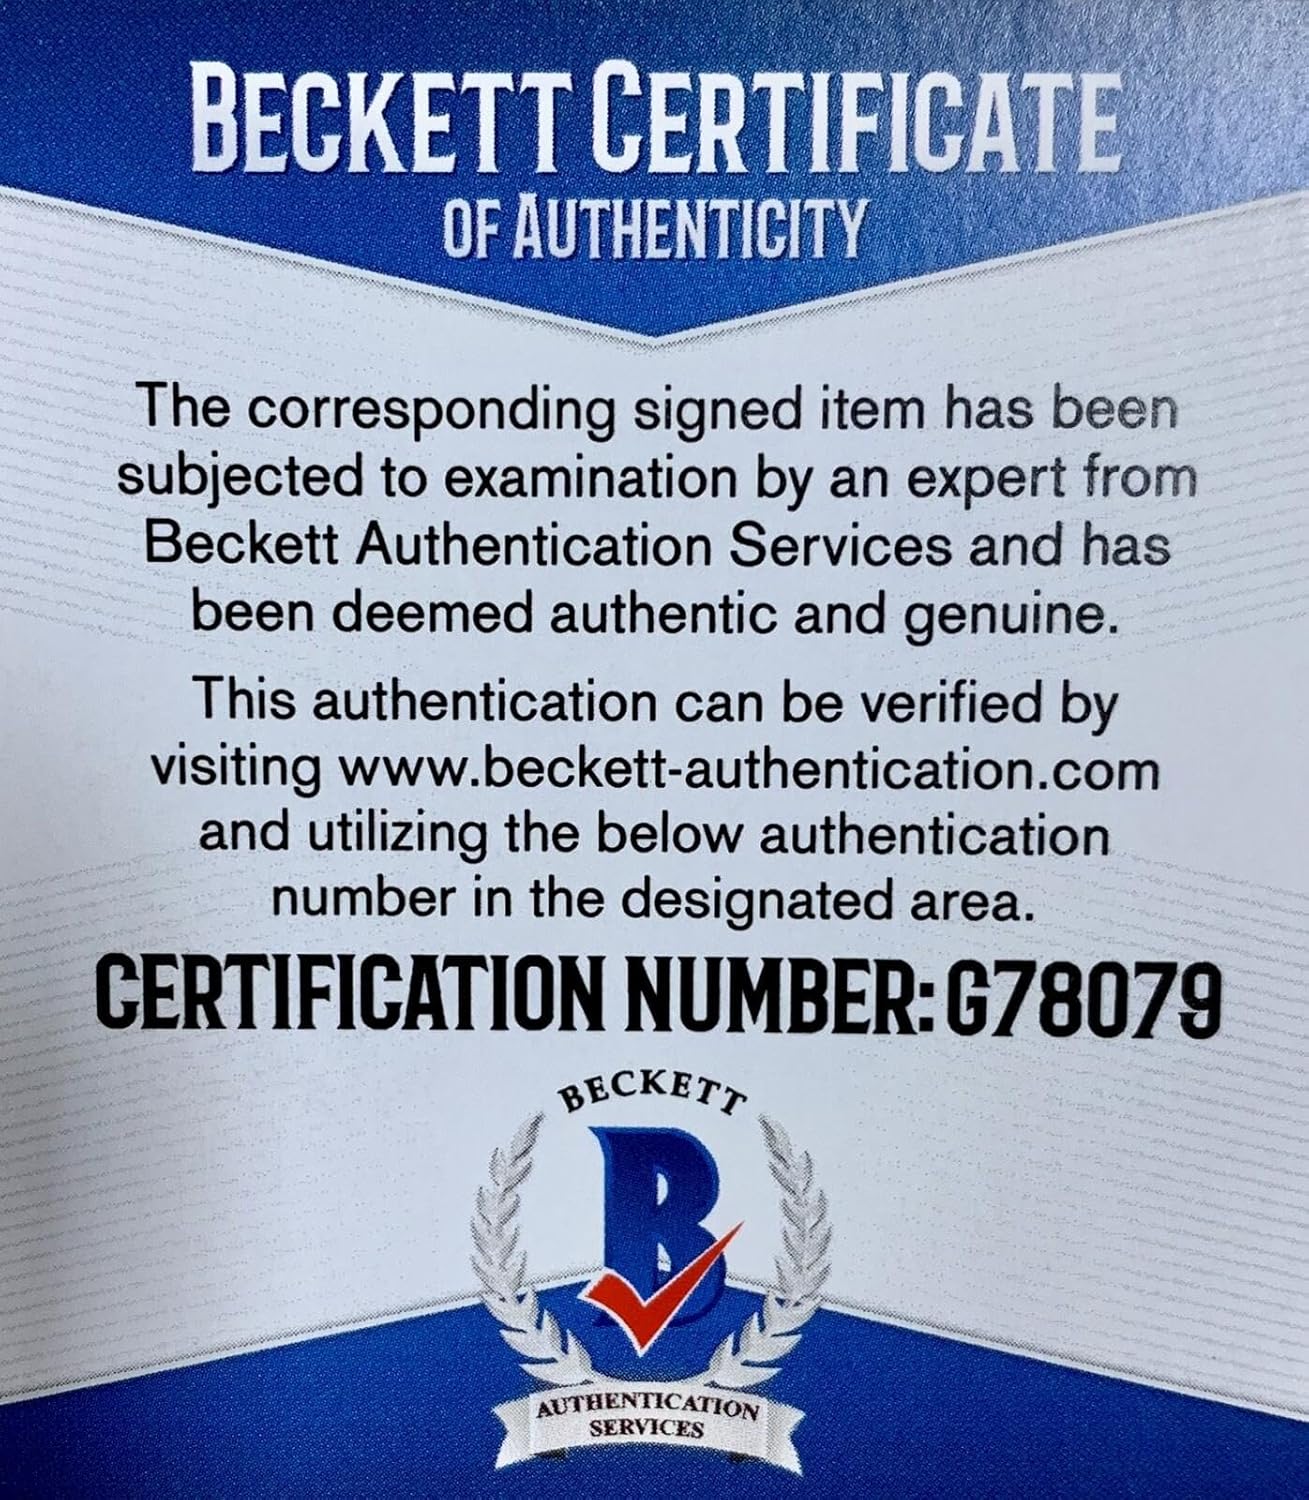 BECKETT CERTIFICATE
OF AUTHENTICITY
The corresponding signed item has been
subjected to examination by an expert from
Beckett Authentication Services and has
been deemed authentic and genuine.
This authentication can be verified by
visiting www.beckett-authentication.com
and utilizing the below authentication
number in the designated area.
CERTIFICATION NUMBER: G78079
BECKETT
B
AUTHENTICATION
SERVICES